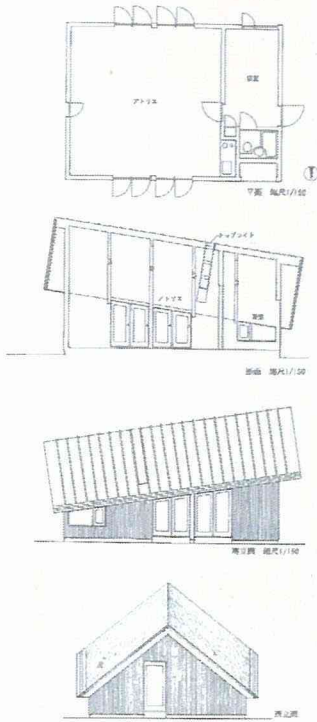 アトリエ
寝室
平面 縮尺1/150
トップライト
アトリエ
寝室
断面 縮尺1/150
南立面 縮尺1/150
西立面